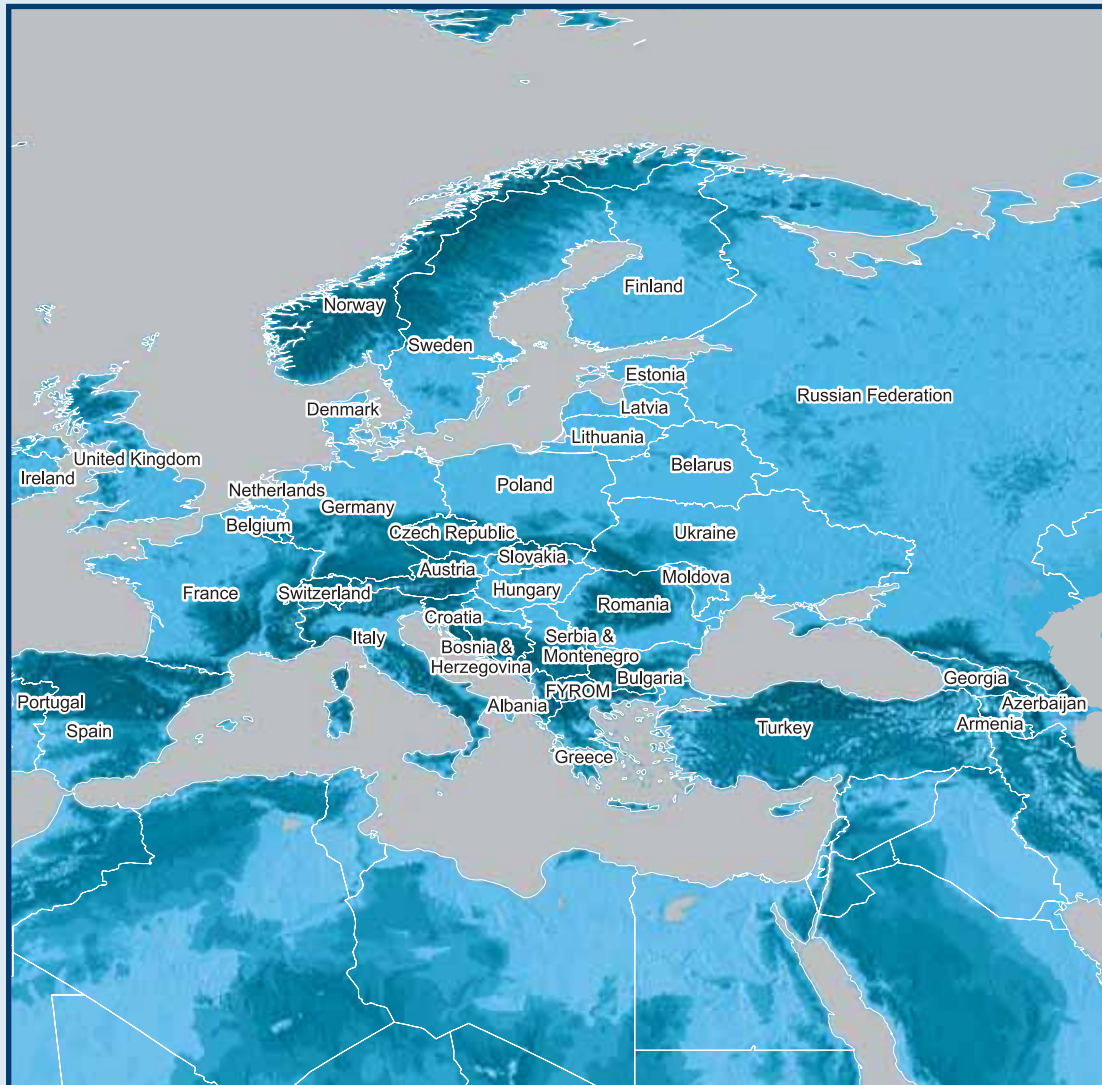 Finland
Norway
Sweden
Estonia
Russian Federation
Denmark
Latvia
Lithuania
United Kingdom
Belarus
Ireland
Netherlands
Poland
Germany
Belgium
Czech Republic
Ukraine
Slovakia
Austria
Moldova
France
Switzerland
Hungary
Romania
Croatia
Italy
Serbia &
Montenegro
Bosnia &
Herzegovina
Bulgaria
Georgia
FYROM
Portugal
Albania
Azerbaijan
Spain
Turkey
Armenia
Greece